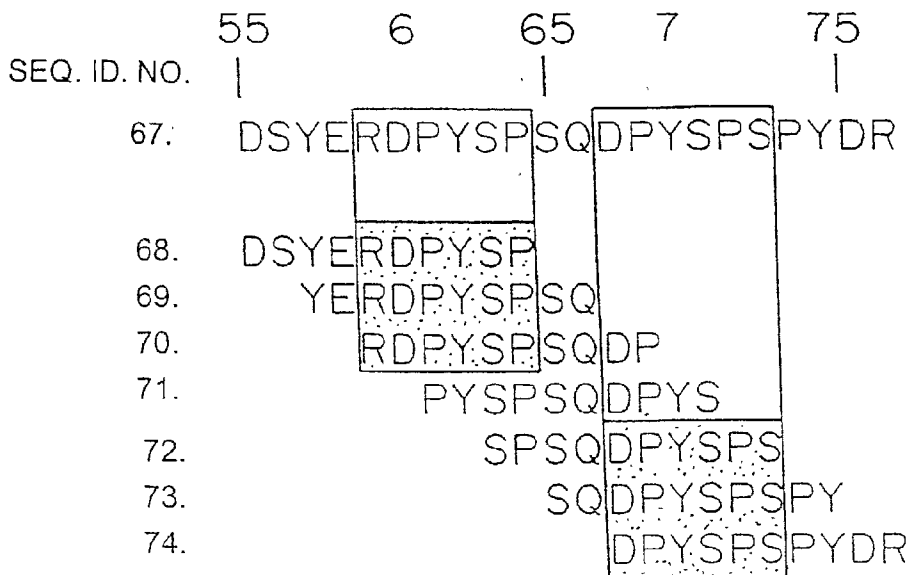 55 6 65 7 75
SEQ. ID. NO.
67. DSYERDPYSPSQDPYSPSPYDR
68. DSYERDPYSP
69. YERDPYSPSQ
70. RDPYSPSQDP
71. PYSPSQDPYS
72. SPSQDPYSPS
73. SQDPYSPSPY
74. DPYSPSPYDR